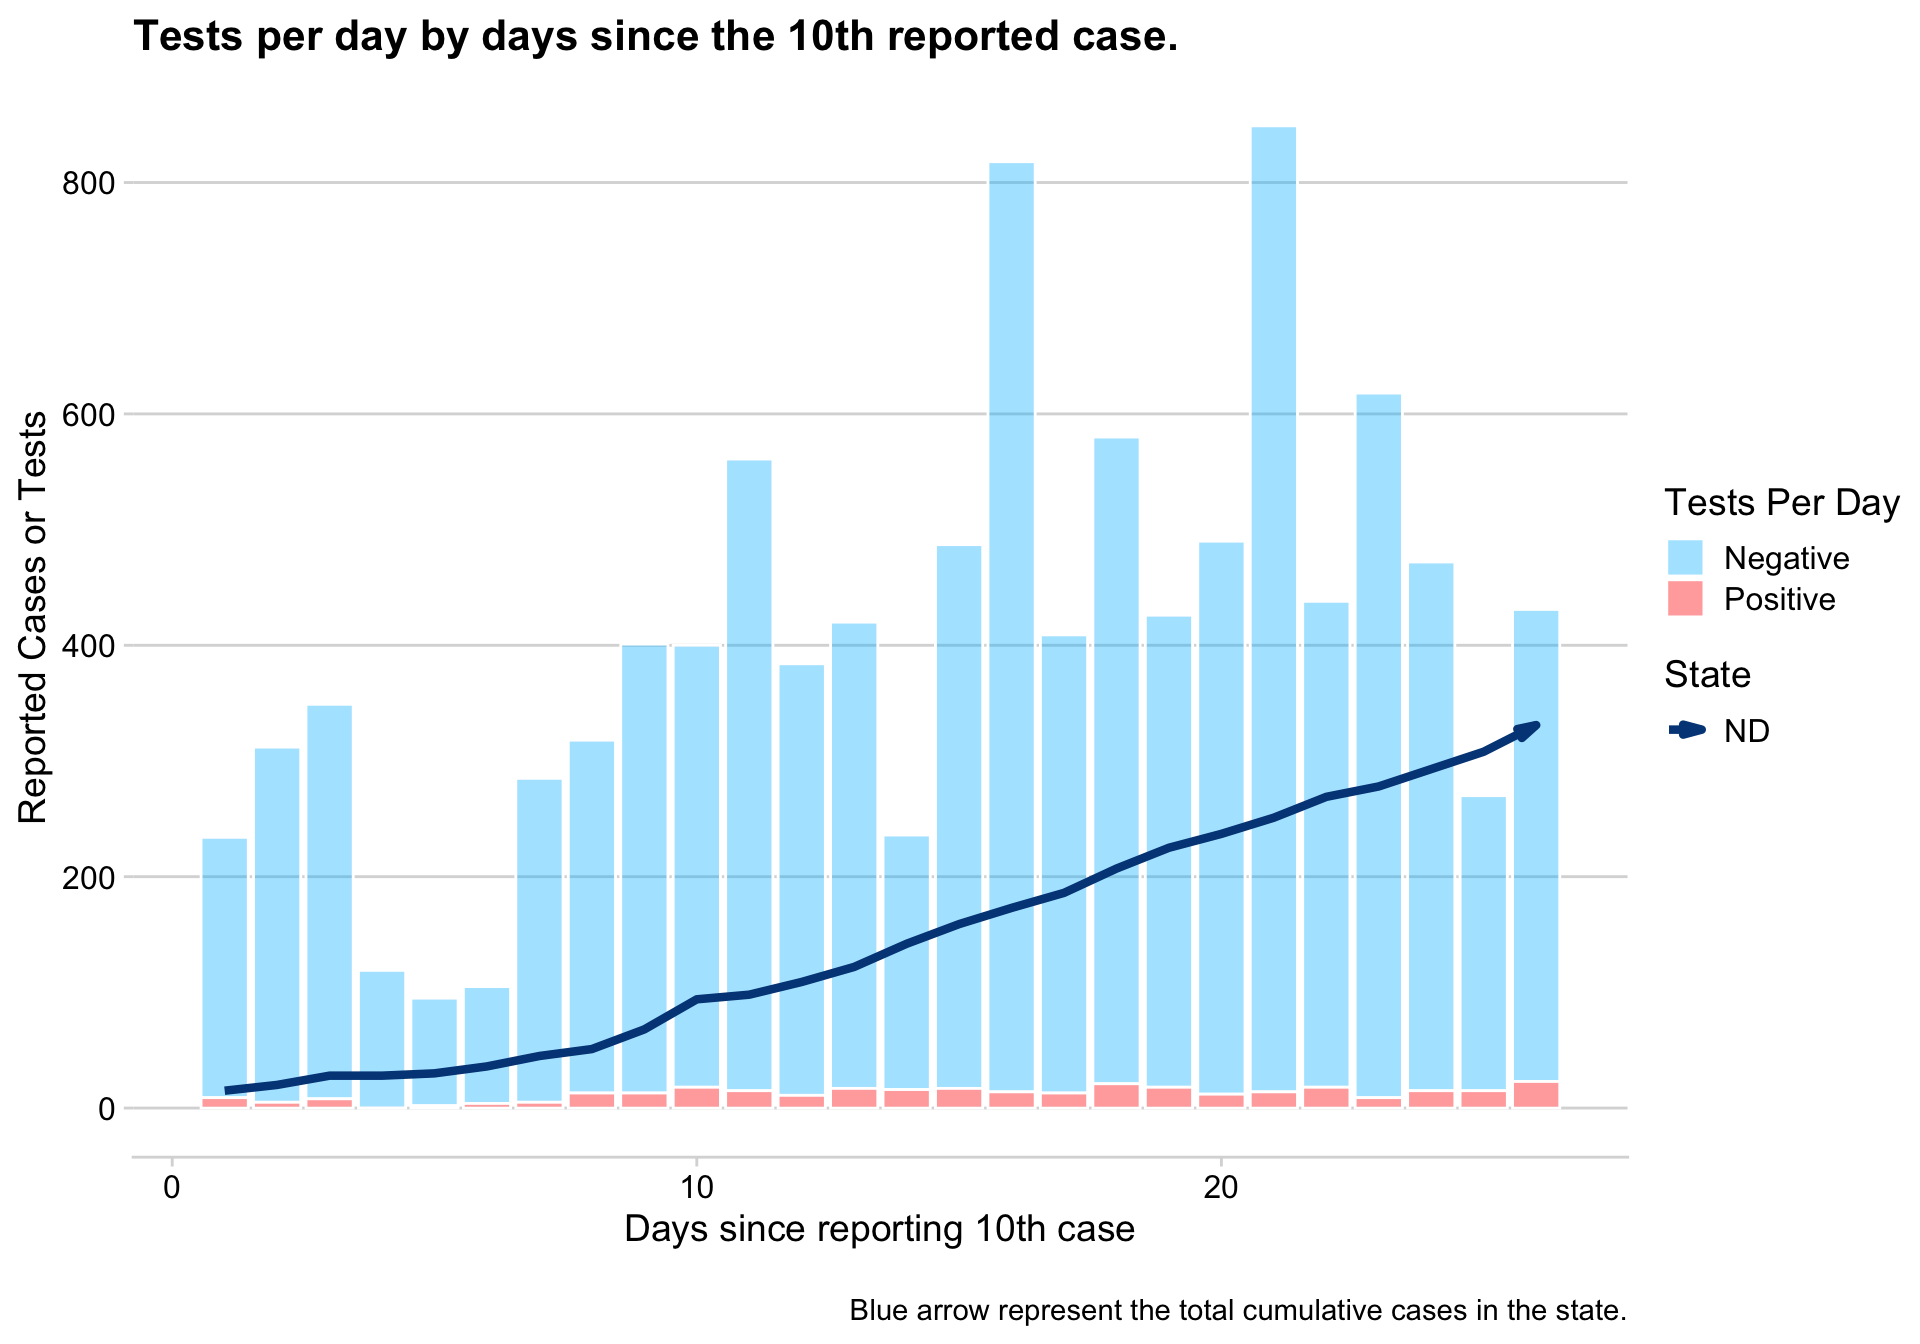 Tests per day by days since the 10th reported case.
800
600
400
200
0
Reported Cases or Tests
0 10 20
Days since reporting 10th case
Tests Per Day
Negative
Positive
State
ND
Blue arrow represent the total cumulative cases in the state.